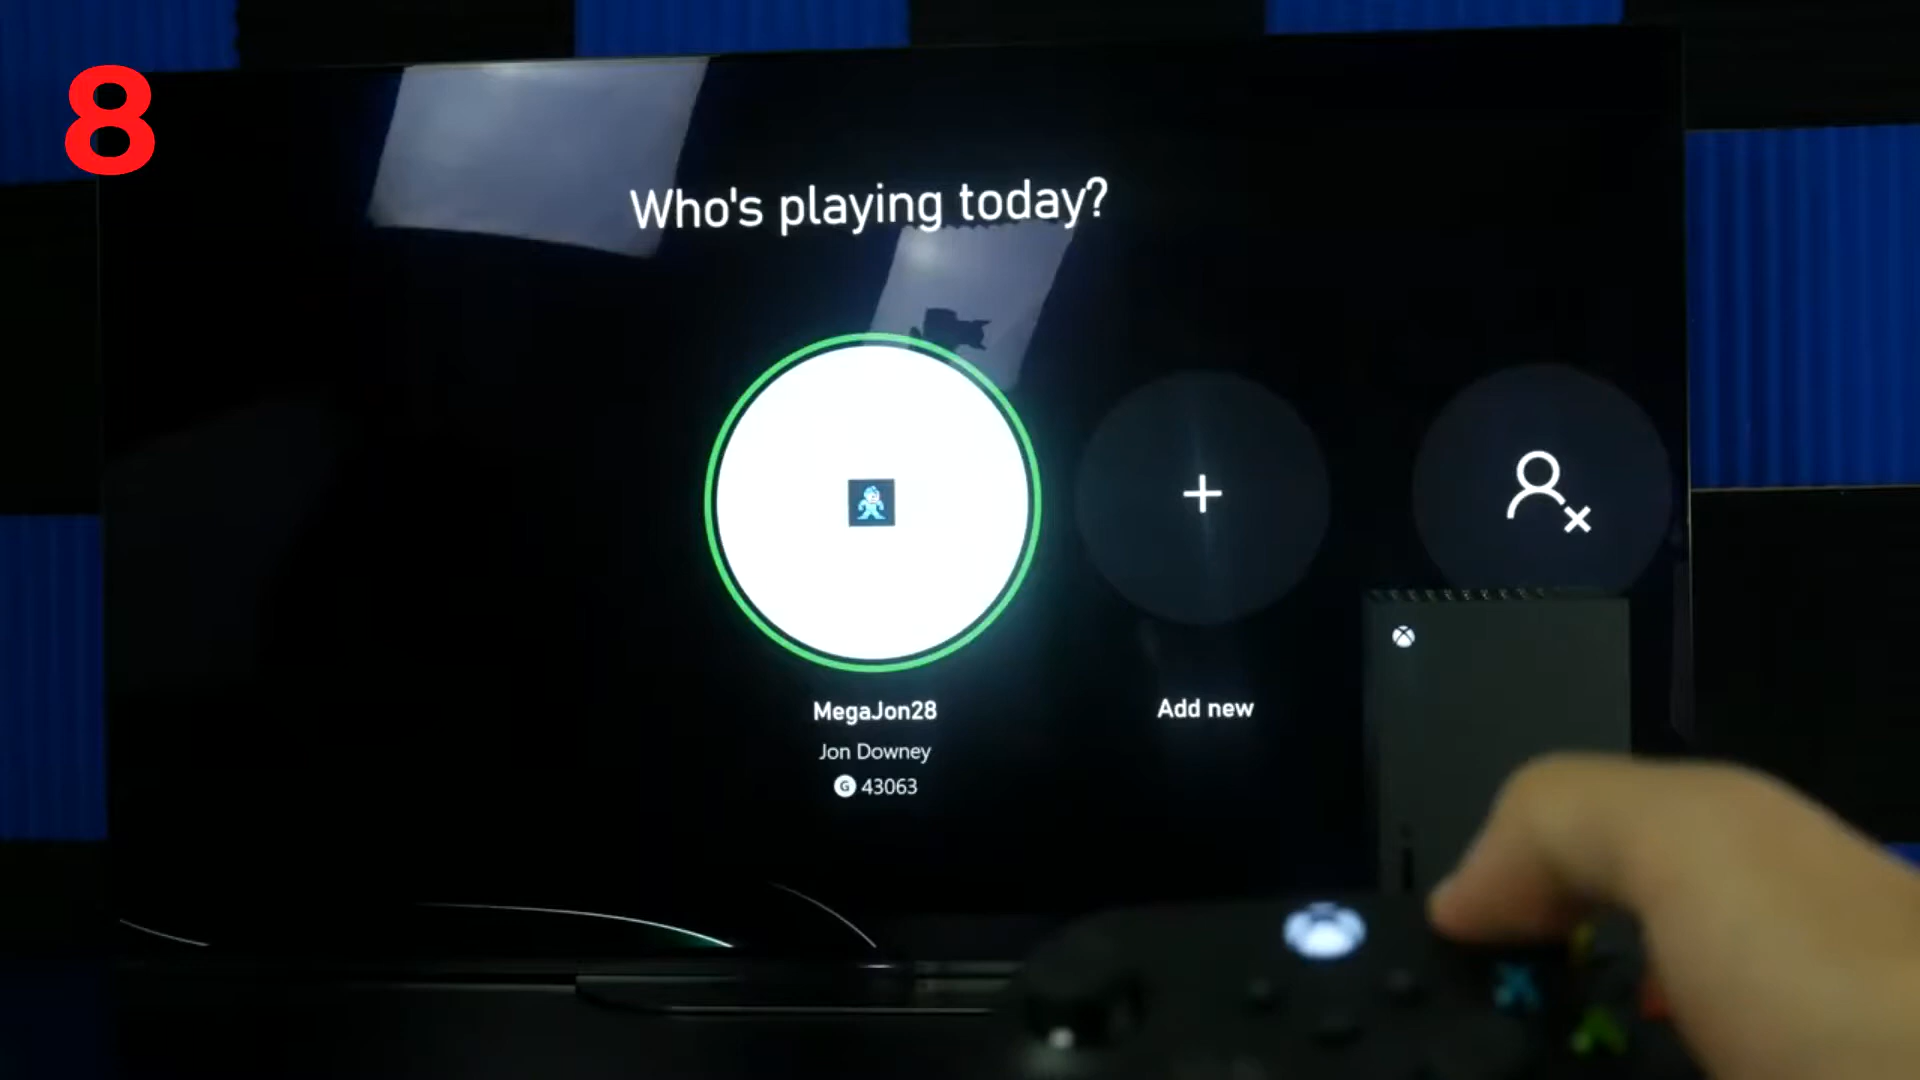 8
Who's playing today?
MegaJon28
Jon Downey
G 43063
Add new
X